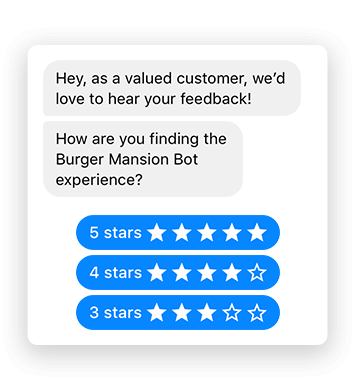 Hey, as a valued customer, we’d
love to hear your feedback!
How are you finding the
Burger Mansion Bot
experience?
5 stars
4 stars
3 stars